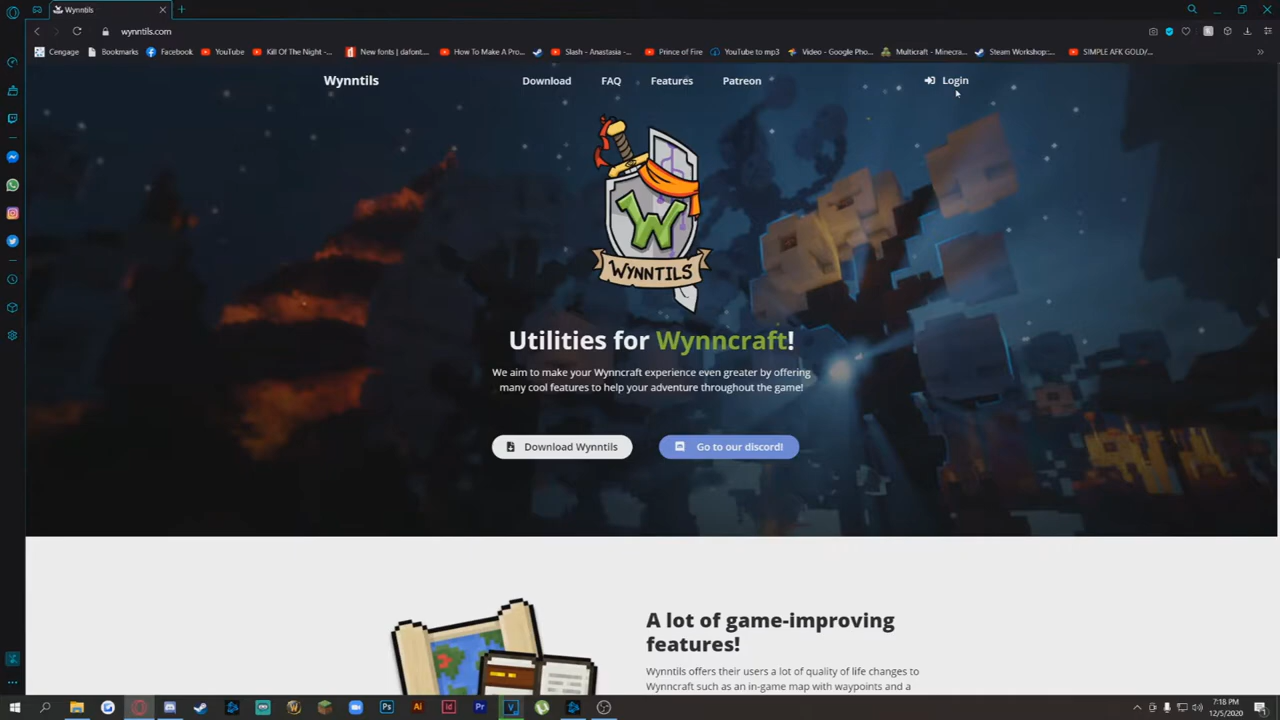 Wynntils
wynntils.com
Cengage
Bookmarks
Facebook
YouTube
Kill Of The Night -...
New fonts | dafont....
How To Make A Pro...
Slash - Anastasia -...
Prince of Fire
YouTube to mp3
Video - Google Pho...
Multicraft - Minecra...
Steam Workshop::...
SIMPLE AFK GOLD/...
Wynntils
Download
FAQ
Features
Patreon
Login
W
WYNNTILS
Utilities for Wynncraft!
We aim to make your Wynncraft experience even greater by offering
many cool features to help your adventure throughout the game!
Download Wynntils
Go to our discord!
A lot of game-improving
features!
Wynntils offers their users a lot of quality of life changes to
Wynncraft such as an in-game map with waypoints and a
Ps
Ai
Id
Pr
V
7:18 PM
12/5/2020